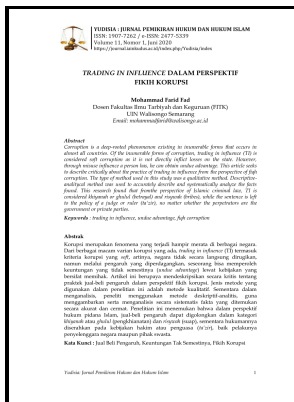 YUDISIA : JURNAL PEMIKIRAN HUKUM DAN HUKUM ISLAM
ISSN: 1907-7262 / e-ISSN: 2477-5339
Volume 11, Nomor 1, Juni 2020
TRADING IN INFLUENCE DALAM PERSPEKTIF
FIKIH KORUPSI
Mohammad Farid Fad
Dosen Fakultas Ilmu Tarbiyah dan Keguruan (FITK)
UIN Walisongo Semarang
Email: mohammadfarid@walisongo.ac.id
Abstract
Corruption is a deep-rooted phenomenon existing in innumerable forms that occurs in
almost all countries. Of the innumerable forms of corruption, trading in influence (TI) is
considered soft corruption as it is not directly inflict losses on the state. However,
through misuse influence a person has, he can obtain undue advantage. This article seeks
to describe critically about the practice of trading in influence from the perspective of fiqh
corruption. The type of method used in this study was a qualitative method. Descriptive-
analytical method was used to accurately describe and systematically analyze the facts
found. This research found that from the perspective of Islamic criminal law, TI is
considered khiyanah or ghulul (betrayal) and risywah (bribes), while the sentence is left
to the policy of a judge or ruler (ta'zir), no matter whether the perpetrators are the
government or private parties.
Keywords : trading in influence, undue advantage, fiqh corruption
Abstrak
Korupsi merupakan fenomena yang terjadi hampir merata di berbagai negara.
Dari berbagai macam varian korupsi yang ada, trading in influence (TI) termasuk
kriteria korupsi yang soft, artinya, negara tidak secara langsung dirugikan,
namun melalui pengaruh yang diperdagangkan, seseorang bisa memperoleh
keuntungan yang tidak semestinya (undue advantage) lewat kebijakan yang
bersifat memihak. Artikel ini berupaya mendeskripsikan secara kritis tentang
praktek jual-beli pengaruh dalam perspektif fikih korupsi. Jenis metode yang
digunakan dalam penelitian ini adalah metode kualitatif. Sementara dalam
menganalisis, peneliti menggunakan metode deskriptif-analitis, guna
menggambarkan serta menganalisis secara sistematis fakta yang ditemukan
secara akurat dan cermat. Penelitian ini menemukan bahwa dalam perspektif
hukum pidana Islam, jual-beli pengaruh dapat digolongkan dalam kategori
khiyanah atau ghulul (pengkhianatan) dan risywah (suap), sementara hukumannya
diserahkan pada kebijakan hakim atau penguasa (ta'zir), baik pelakunya
penyelenggara negara maupun pihak swasta.
Kata Kunci : Jual Beli Pengaruh, Keuntungan Tak Semestinya, Fikih Korupsi
Yudisia: Jurnal Pemikiran Hukum dan Hukum Islam
1